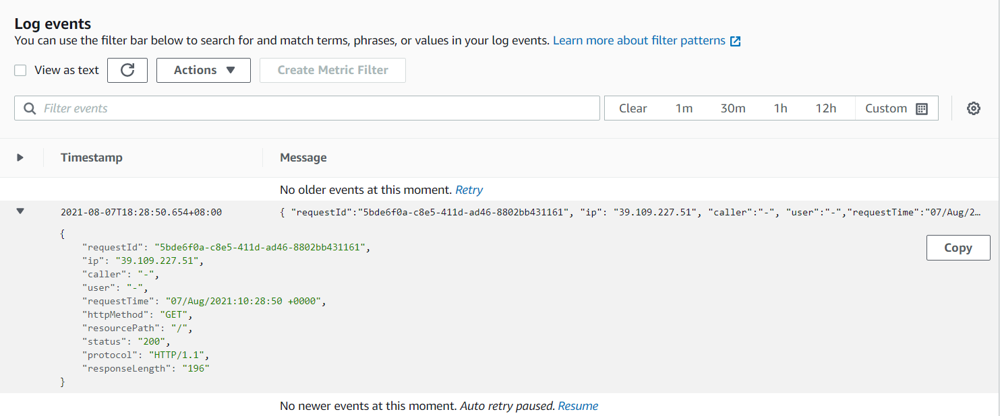 Log events
You can use the filter bar below to search for and match terms, phrases, or values in your log events. Learn more about filter patterns
View as text Actions Create Metric Filter
Filter events Clear 1m 30m 1h 12h Custom
Timestamp Message
No older events at this moment. Retry
2021-08-07T18:28:50.654+08:00 { "requestId":"5bde6f0a-c8e5-411d-ad46-8802bb431161", "ip": "39.109.227.51", "caller":"-", "user":"-","requestTime":"07/Aug/2…
{
"requestId": "5bde6f0a-c8e5-411d-ad46-8802bb431161",
"ip": "39.109.227.51",
Copy
"caller": "-",
"user": "-",
"requestTime": "07/Aug/2021:10:28:50 +0000",
"httpMethod": "GET",
"resourcePath": "/",
"status": "200",
"protocol": "HTTP/1.1",
"responseLength": "196"
}
No newer events at this moment. Auto retry paused. Resume